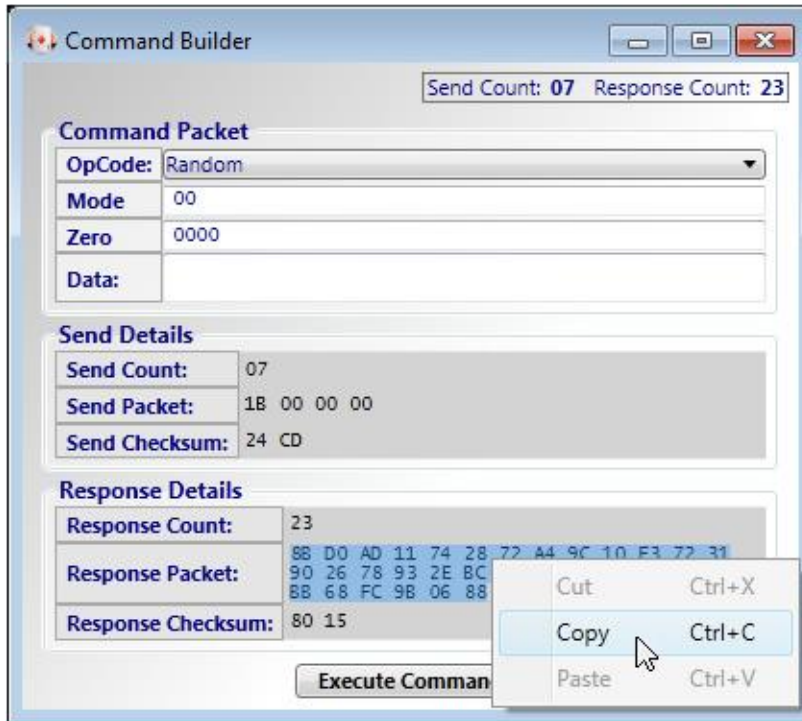 Command Builder
Send Count: 07 Response Count: 23
Command Packet
OpCode: Random
Mode 00
Zero 0000
Data:
Send Details
Send Count: 07
Send Packet: 1B 00 00 00
Send Checksum: 24 CD
Response Details
Response Count: 23
Response Packet:
D0 AD 11 74 28 72 A4 9C 10 E3 72 31
90 26 78 93 2E BC
BB 68 FC 9B 06 88
Response Checksum: 80 15
Cut Ctrl+X
Copy Ctrl+C
Paste Ctrl+V
Execute